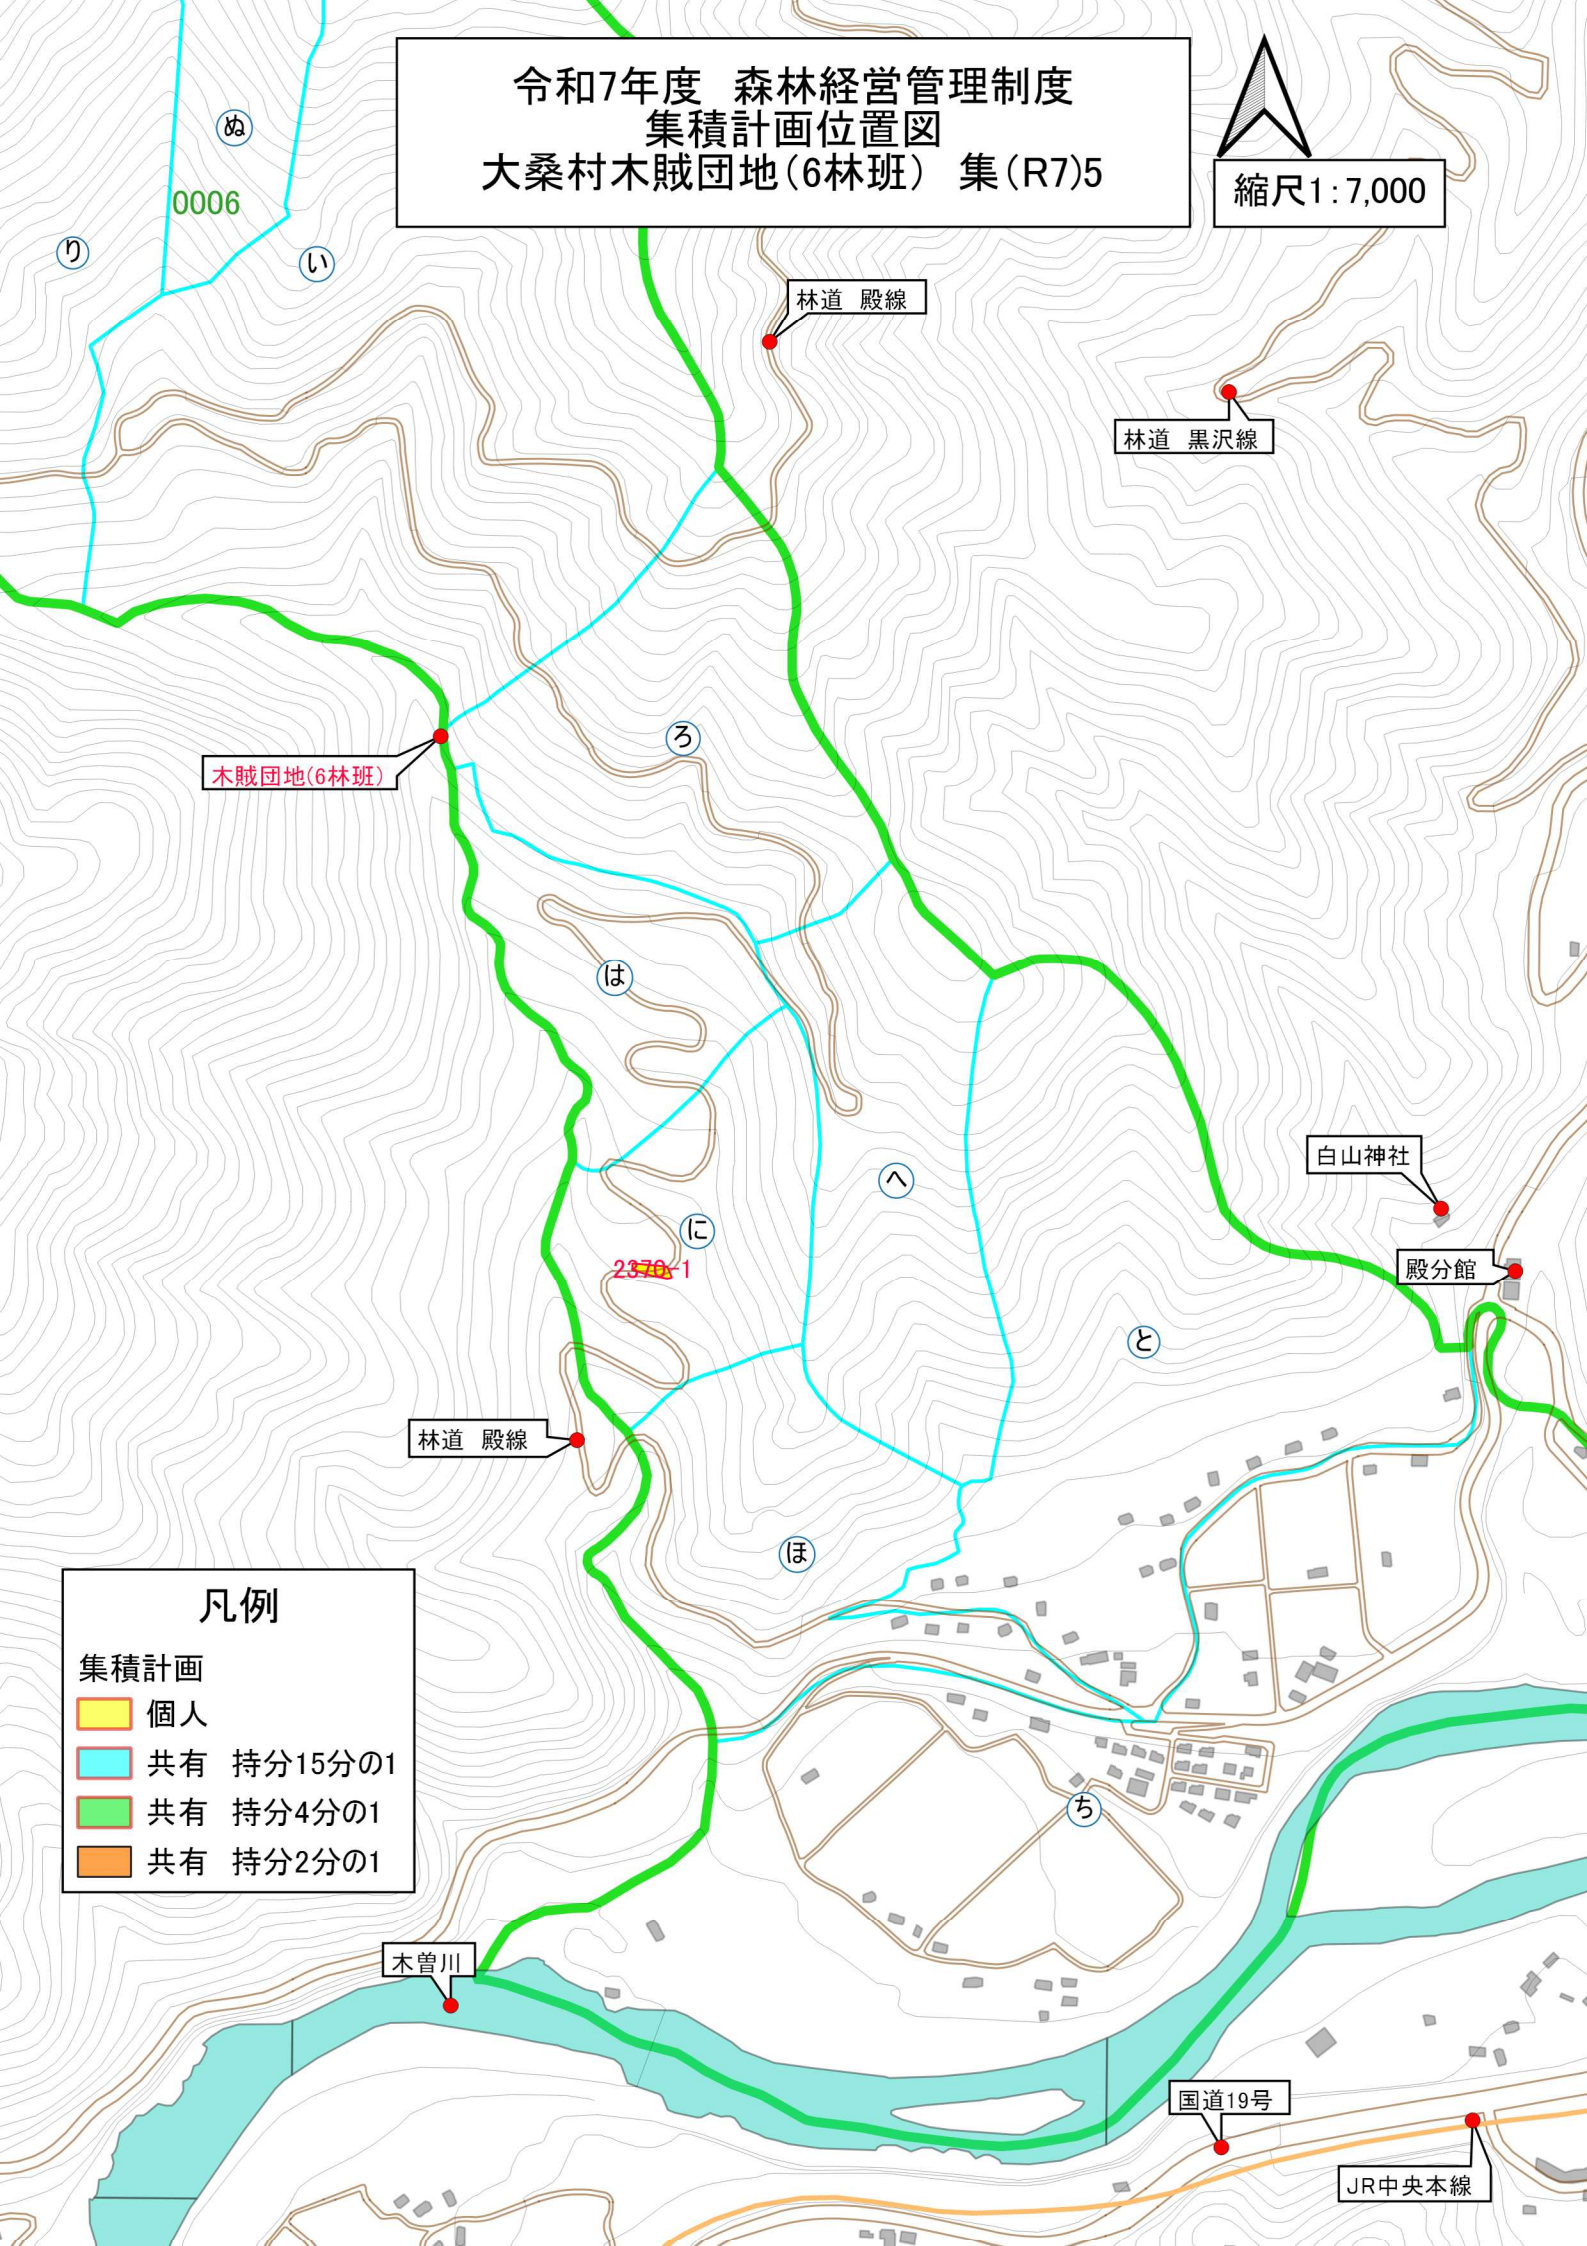 令和7年度　森林経営管理制度
集積計画位置図
大桑村木賊団地(6林班)　集(R7)5
縮尺1:7,000
ぬ
0006
り
い
林道　殿線
林道　黒沢線
ろ
木賊団地(6林班)
は
白山神社
へ
に
殿分館
2370-1
と
林道　殿線
ほ
凡例
集積計画
個人
共有　持分15分の1
共有　持分4分の1
共有　持分2分の1
ち
木曽川
国道19号
JR中央本線